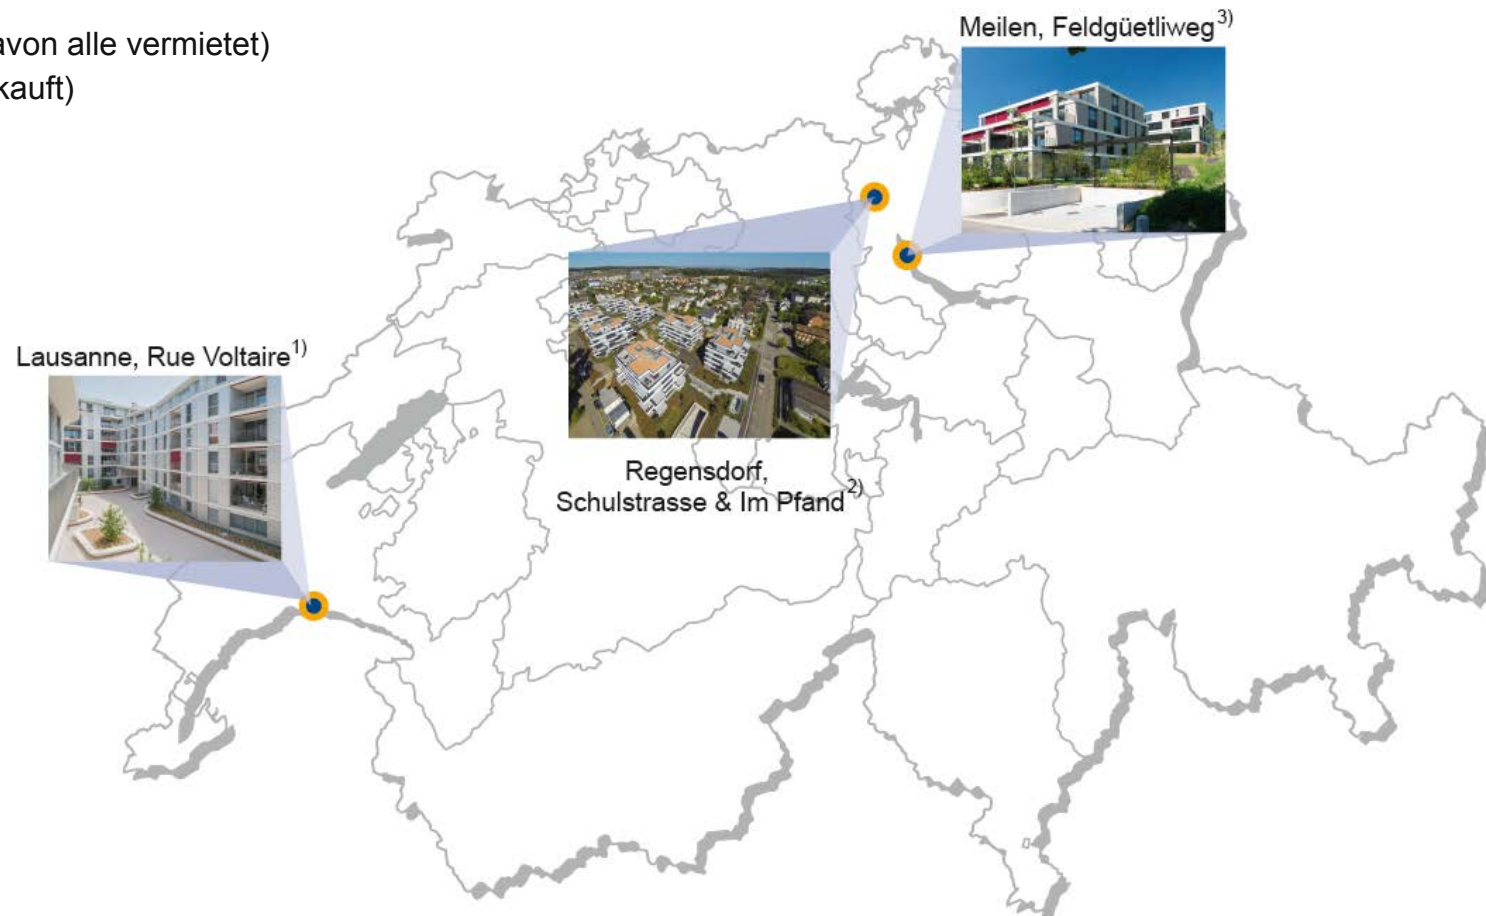 avon alle vermietet)
kauft)
Meilen, Feldgüetliweg3)
Lausanne, Rue Voltaire1)
Regensdorf,
Schulstrasse & Im Pfand2)